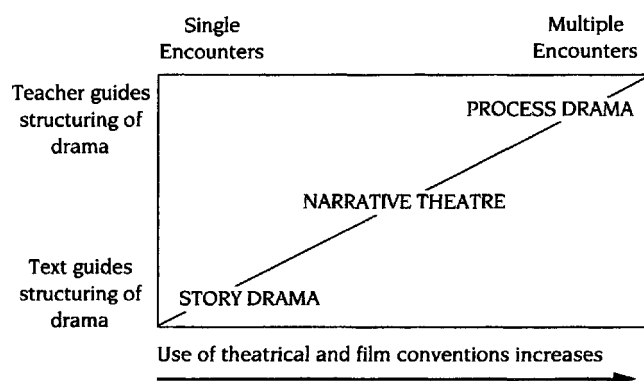 Single
Encounters
Multiple
Encounters
Teacher guides
structuring of
drama
PROCESS DRAMA
NARRATIVE THEATRE
Text guides
structuring of
drama
STORY DRAMA
Use of theatrical and film conventions increases